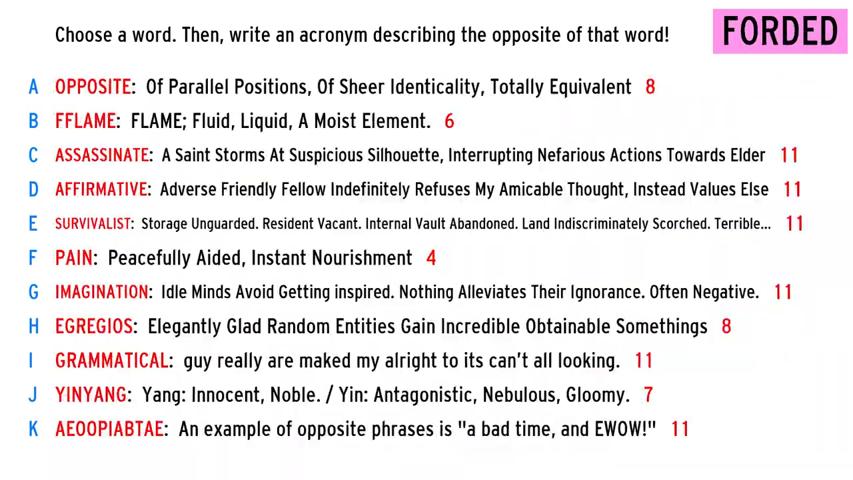 Choose a word. Then, write an acronym describing the opposite of that word!
FORDED
A OPPOSITE: Of Parallel Positions, Of Sheer Identicality, Totally Equivalent 8
B FFLAME: FLAME; Fluid, Liquid, A Moist Element. 6
C ASSASSINATE: A Saint Storms At Suspicious Silhouette, Interrupting Nefarious Actions Towards Elder 11
D AFFIRMATIVE: Adverse Friendly Fellow Indefinitely Refuses My Amicable Thought, Instead Values Else 11
E SURVIVALIST: Storage Unguarded. Resident Vacant. Internal Vault Abandoned. Land Indiscriminately Scorched. Terrible... 11
F PAIN: Peacefully Aided, Instant Nourishment 4
G IMAGINATION: Idle Minds Avoid Getting inspired. Nothing Alleviates Their Ignorance. Often Negative. 11
H EGREGIOS: Elegantly Glad Random Entities Gain Incredible Obtainable Somethings 8
I GRAMMATICAL: guy really are maked my alright to its can't all looking. 11
J YINYANG: Yang: Innocent, Noble. / Yin: Antagonistic, Nebulous, Gloomy. 7
K AEOOPIABTAE: An example of opposite phrases is "a bad time, and EWOW!" 11